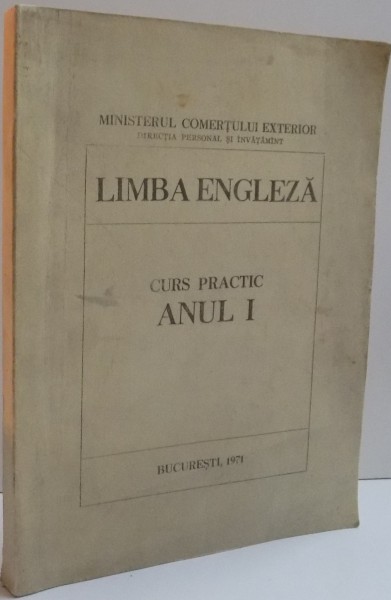 MINISTERUL COMERȚULUI EXTERIOR
DIRECȚIA PERSONAL ȘI ÎNVĂȚĂMÎNT
LIMBA ENGLEZĂ
CURS PRACTIC
ANUL I
BUCUREȘTI, 1971